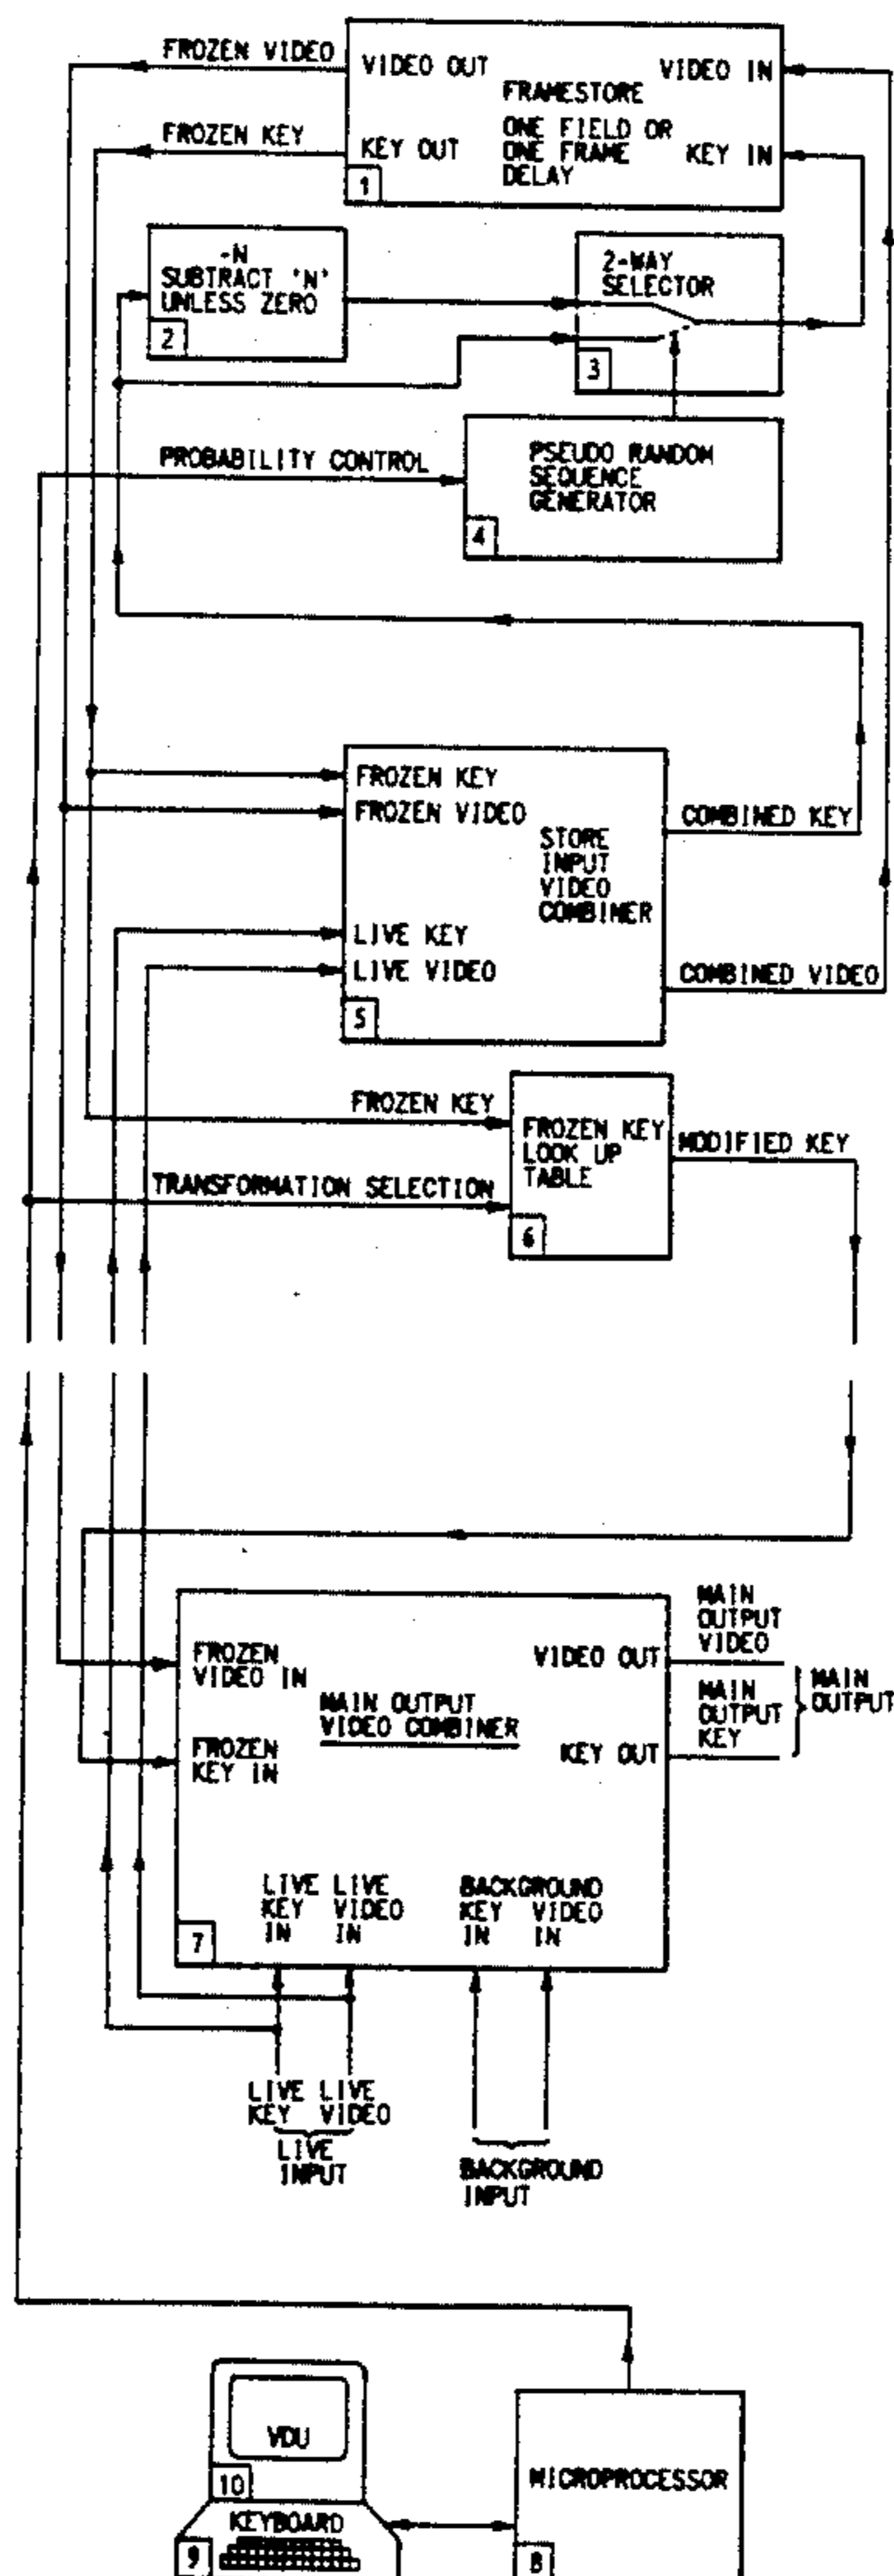 FROZEN VIDEO
VIDEO OUT
VIDEO IN
FRAMESTORE
FROZEN KEY
KEY OUT
ONE FIELD OR
ONE FRAME
DELAY
KEY IN
1
-N
SUBTRACT 'N'
UNLESS ZERO
2
2-WAY
SELECTOR
3
PROBABILITY CONTROL
PSEUDO RANDOM
SEQUENCE
GENERATOR
4
FROZEN KEY
FROZEN VIDEO
STORE
INPUT
VIDEO
COMBINER
LIVE KEY
LIVE VIDEO
5
COMBINED KEY
COMBINED VIDEO
FROZEN KEY
FROZEN KEY
LOOK UP
TABLE
MODIFIED KEY
TRANSFORMATION SELECTION
6
FROZEN
VIDEO IN
MAIN OUTPUT
VIDEO COMBINER
VIDEO OUT
MAIN
OUTPUT
VIDEO
FROZEN
KEY IN
KEY OUT
MAIN
OUTPUT
KEY
MAIN
OUTPUT
LIVE LIVE
KEY VIDEO
IN IN
BACKGROUND
KEY VIDEO
IN IN
7
LIVE LIVE
KEY VIDEO
LIVE
INPUT
BACKGROUND
INPUT
VDU
10
KEYBOARD
9
MICROPROCESSOR
8